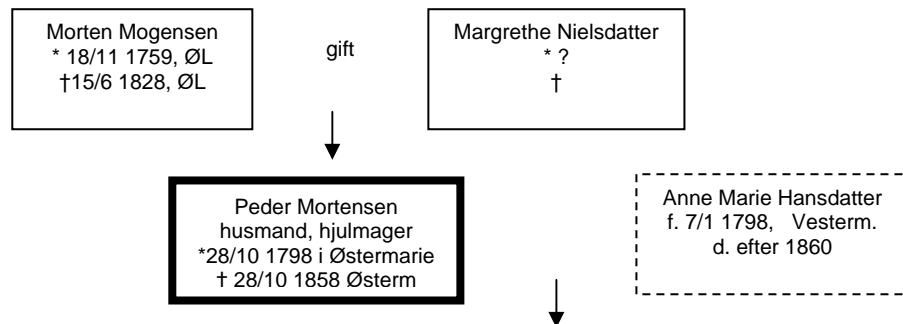 Morten Mogensen
* 18/11 1759, ØL
†15/6 1828, ØL
gift
Margrethe Nielsdatter
* ?
†
Peder Mortensen
husmand, hjulmager
*28/10 1798 i Østermarie
† 28/10 1858 Østerm
Anne Marie Hansdatter
f. 7/1 1798, Vesterm.
d. efter 1860